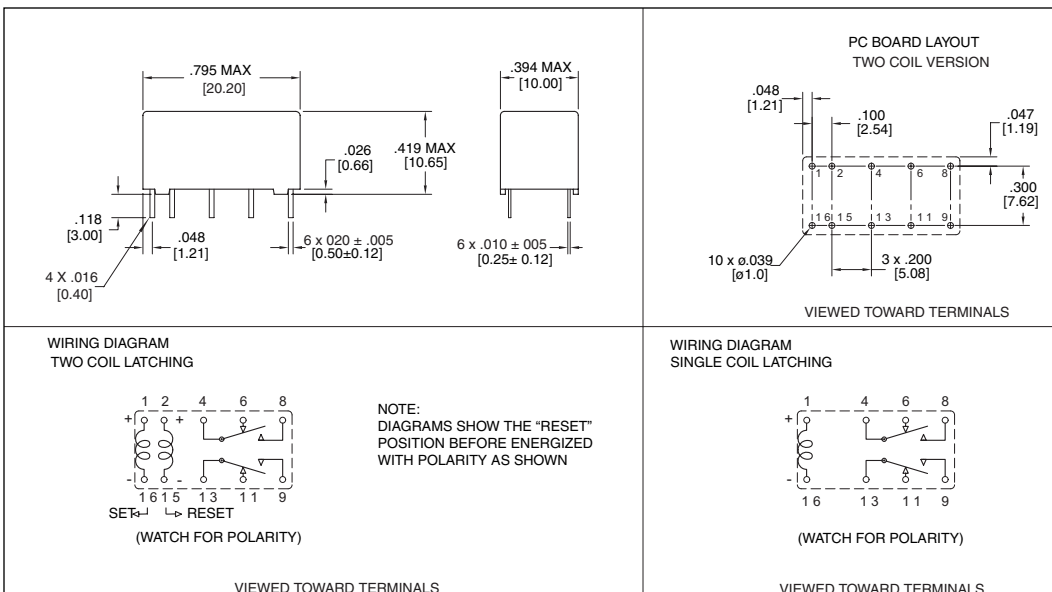 .795 MAX
[20.20]
.394 MAX
[10.00]
.419 MAX
[10.65]
.026
[0.66]
.118
[3.00]
.048
[1.21]
6 x 020 ± .005
[0.50±0.12]
6 x .010 ± 005
[0.25± 0.12]
4 X .016
[0.40]
PC BOARD LAYOUT
TWO COIL VERSION
.048
[1.21]
.100
[2.54]
.047
[1.19]
1 2 4 6 8
.300
[7.62]
16 15 13 11 9
10 x ø.039
[ø1.0]
3 x .200
[5.08]
VIEWED TOWARD TERMINALS
WIRING DIAGRAM
TWO COIL LATCHING
1 2 4 6 8
+ +
- -
16 15 13 11 9
SET RESET
(WATCH FOR POLARITY)
NOTE:
DIAGRAMS SHOW THE “RESET”
POSITION BEFORE ENERGIZED
WITH POLARITY AS SHOWN
VIEWED TOWARD TERMINALS
WIRING DIAGRAM
SINGLE COIL LATCHING
1 4 6 8
+
-
16 13 11 9
(WATCH FOR POLARITY)
VIEWED TOWARD TERMINALS